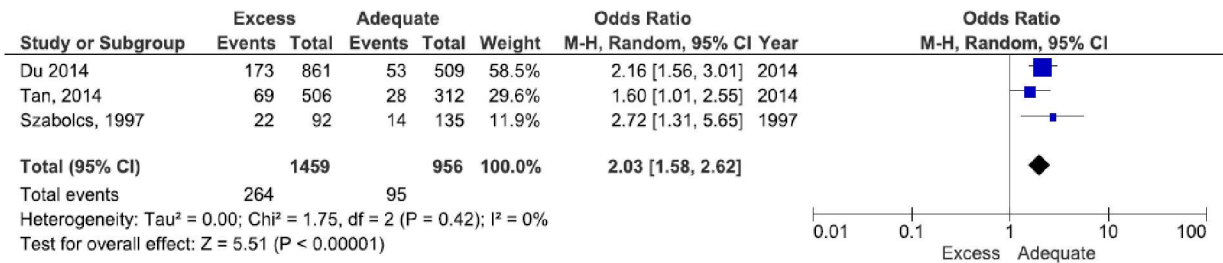 Excess Adequate Odds Ratio Odds Ratio
Study or Subgroup Events Total Events Total Weight M-H, Random, 95% CI Year M-H, Random, 95% CI
Du 2014 173 861 53 509 58.5% 2.16 [1.56, 3.01] 2014
Tan, 2014 69 506 28 312 29.6% 1.60 [1.01, 2.55] 2014
Szabolcs, 1997 22 92 14 135 11.9% 2.72 [1.31, 5.65] 1997
Total (95% CI) 1459 956 100.0% 2.03 [1.58, 2.62]
Total events 264 95
Heterogeneity: Tau² = 0.00; Chi² = 1.75, df = 2 (P = 0.42); I² = 0%
Test for overall effect: Z = 5.51 (P < 0.00001)
0.01 0.1 1 10 100
Excess Adequate